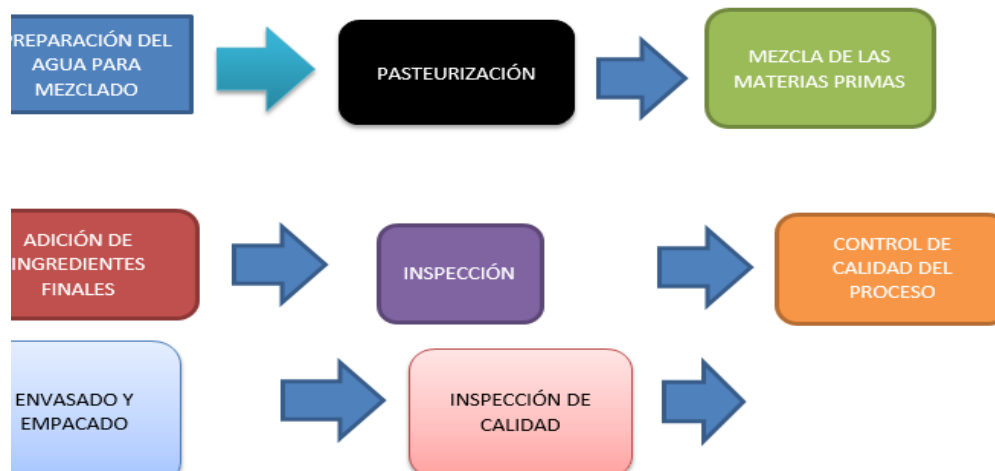 PREPARACIÓN DEL
AGUA PARA
MEZCLADO
PASTEURIZACIÓN
MEZCLA DE LAS
MATERIAS PRIMAS
ADICIÓN DE
INGREDIENTES
FINALES
INSPECCIÓN
CONTROL DE
CALIDAD DEL
PROCESO
ENVASADO Y
EMPACADO
INSPECCIÓN DE
CALIDAD